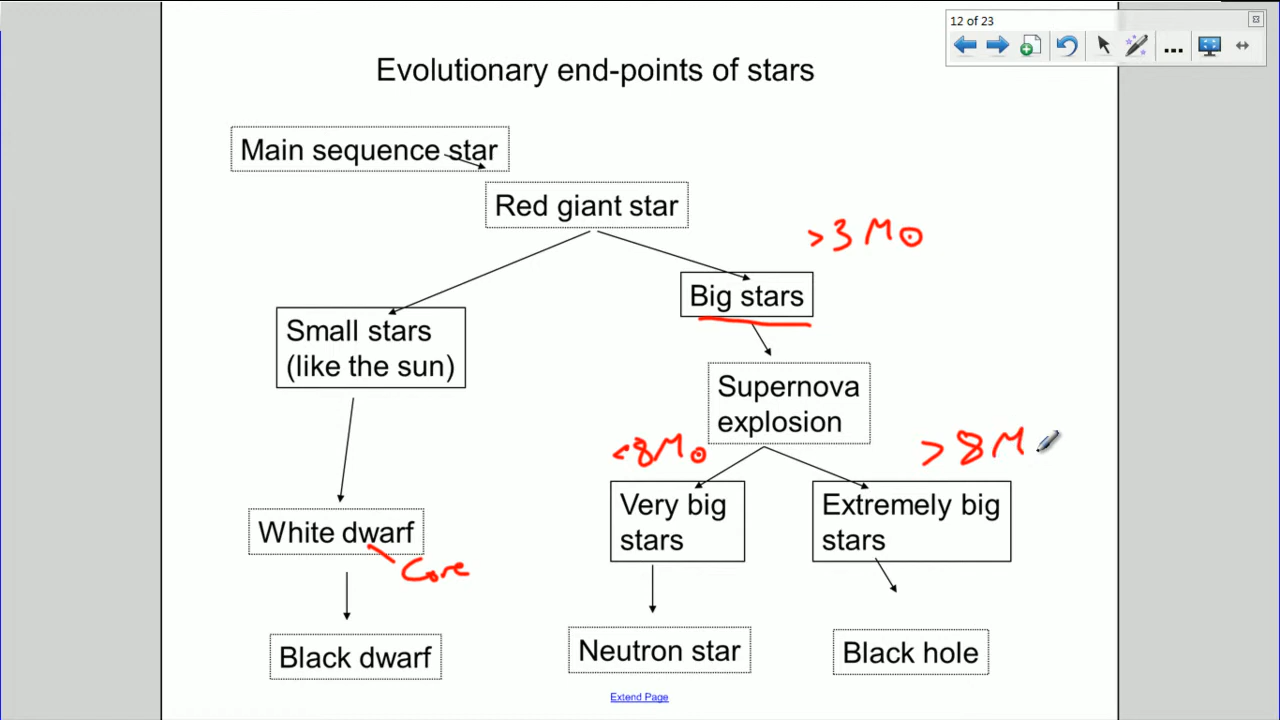 12 of 23
Evolutionary end-points of stars
Main sequence star
Red giant star
>3 M⊙
Big stars
Small stars
(like the sun)
Supernova
explosion
<8M⊙
>8M
Very big
stars
Extremely big
stars
White dwarf
Core
Black dwarf
Neutron star
Black hole
Extend Page